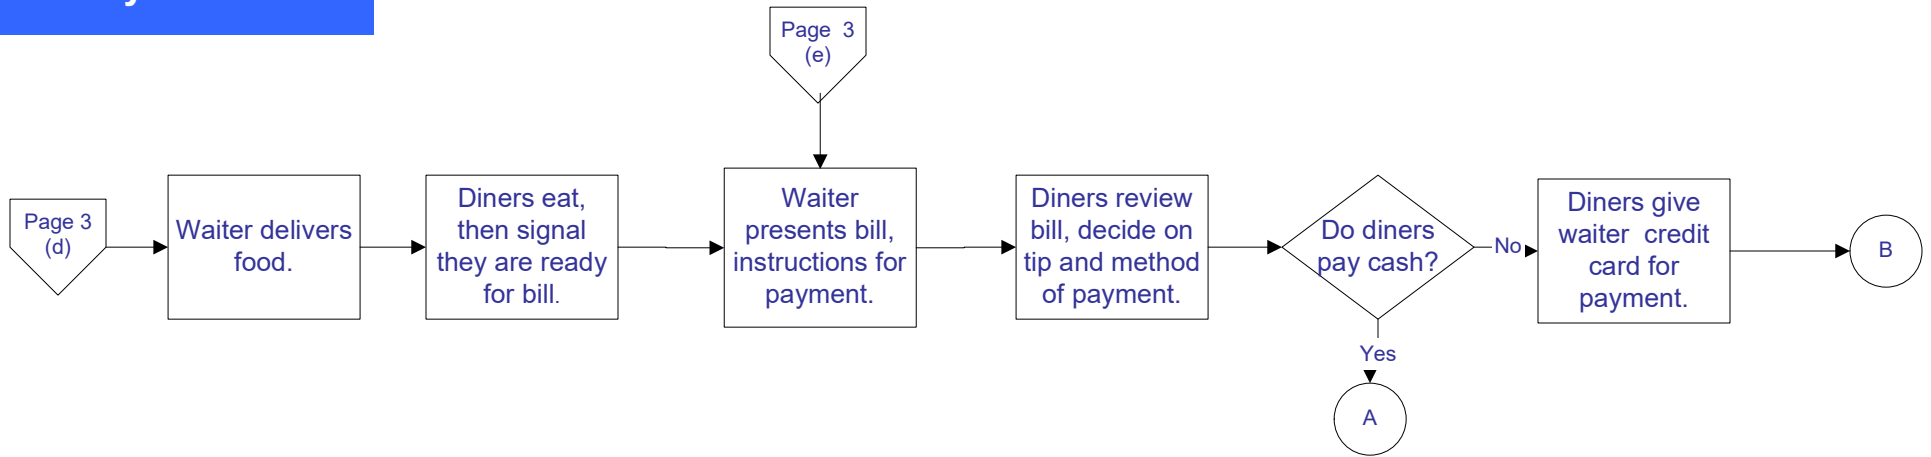 Page 3
(e)
Page 3
(d)
Waiter delivers
food.
Diners eat,
then signal
they are ready
for bill.
Waiter
presents bill,
instructions for
payment.
Diners review
bill, decide on
tip and method
of payment.
Do diners
pay cash?
No
Diners give
waiter credit
card for
payment.
B
Yes
A